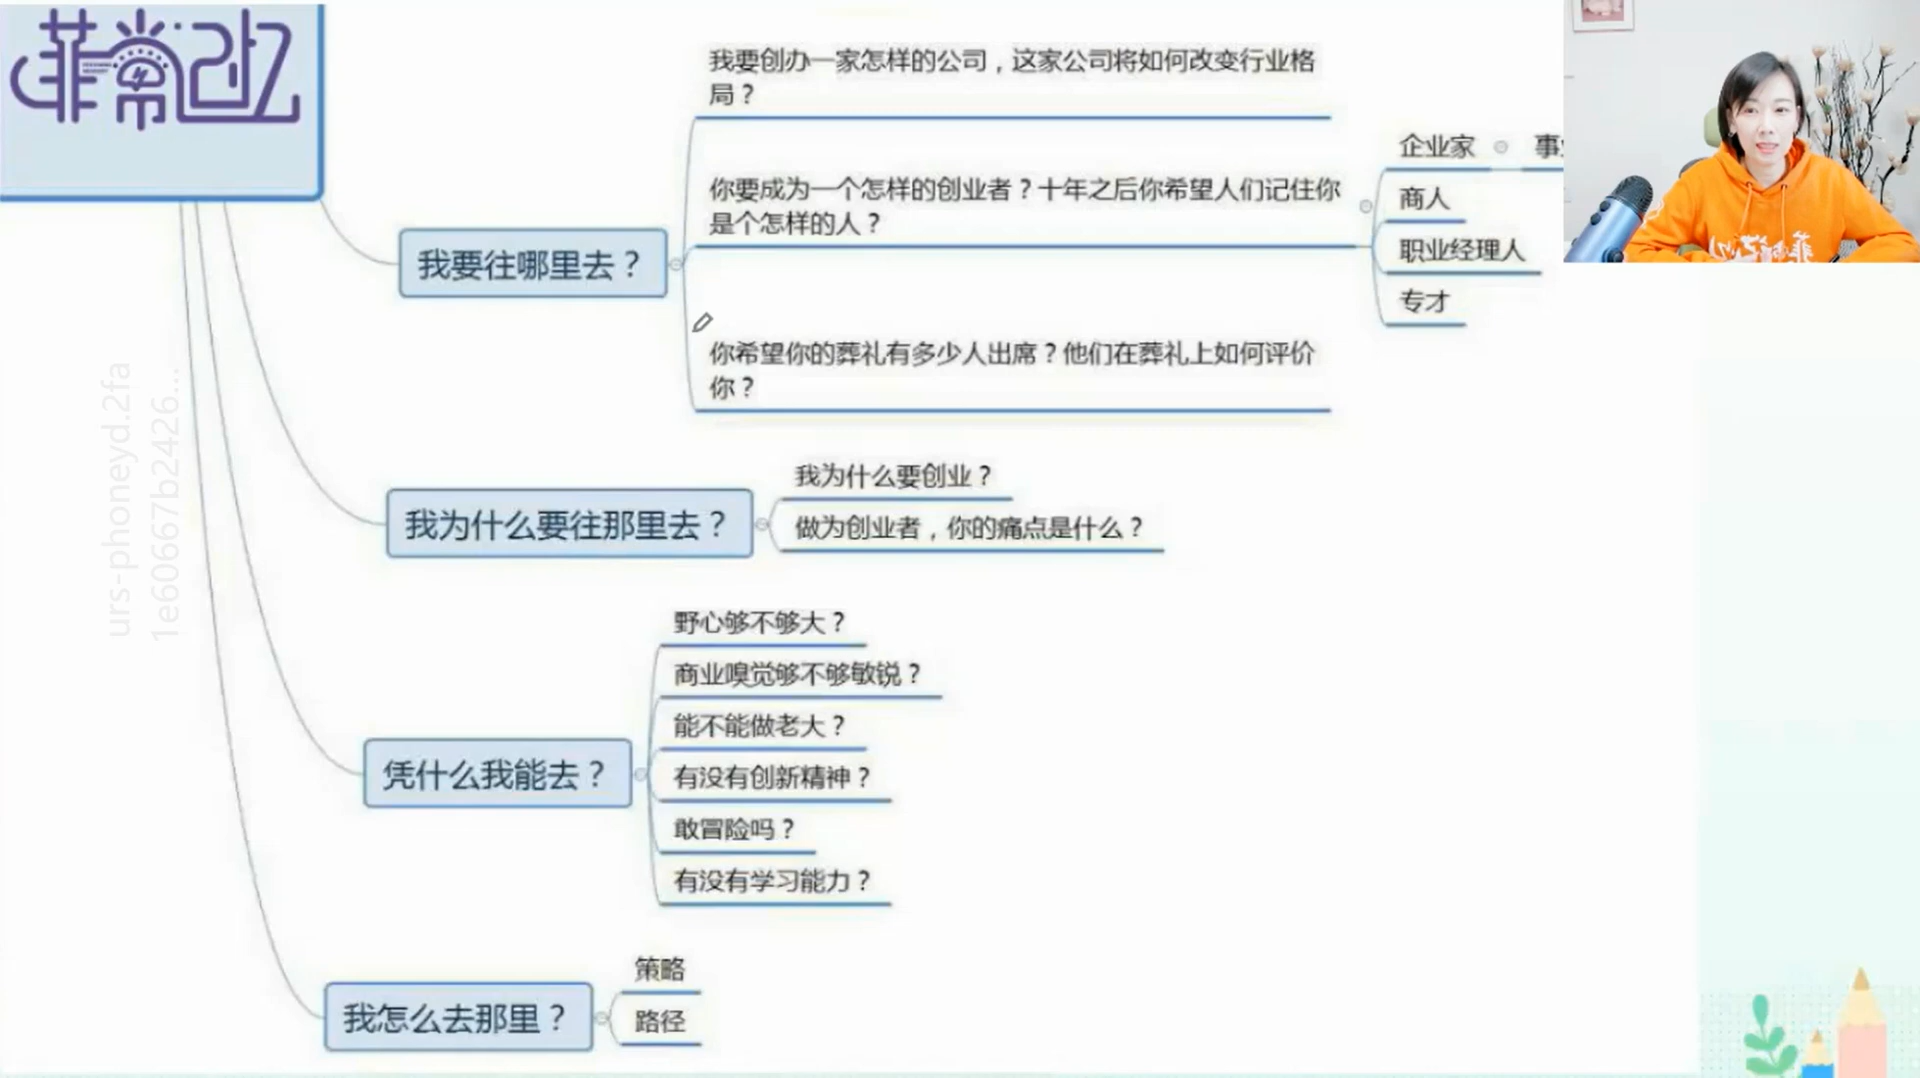 菲常记忆
我要创办一家怎样的公司，这家公司将如何改变行业格
局？
你要成为一个怎样的创业者？十年之后你希望人们记住你
是个怎样的人？
企业家
事
商人
职业经理人
专才
我要往哪里去？
你希望你的葬礼有多少人出席？他们在葬礼上如何评价
你？
我为什么要往那里去？
我为什么要创业？
做为创业者，你的痛点是什么？
凭什么我能去？
野心够不够大？
商业嗅觉够不够敏锐？
能不能做老大？
有没有创新精神？
敢冒险吗？
有没有学习能力？
我怎么去那里？
策略
路径
urs-phoneyd.2fa
1e60667b2426...